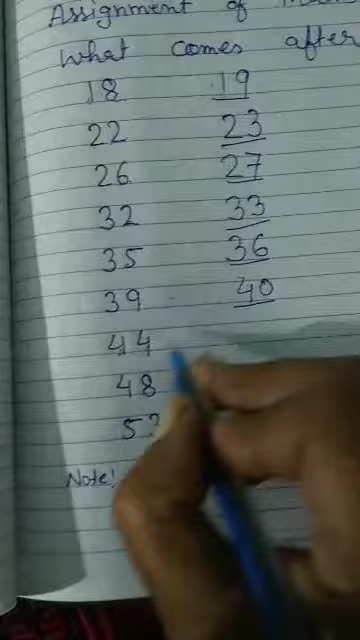 Assignment of
What comes after
18 19
22 23
26 27
32 33
35 36
39 40
44
48
Note!